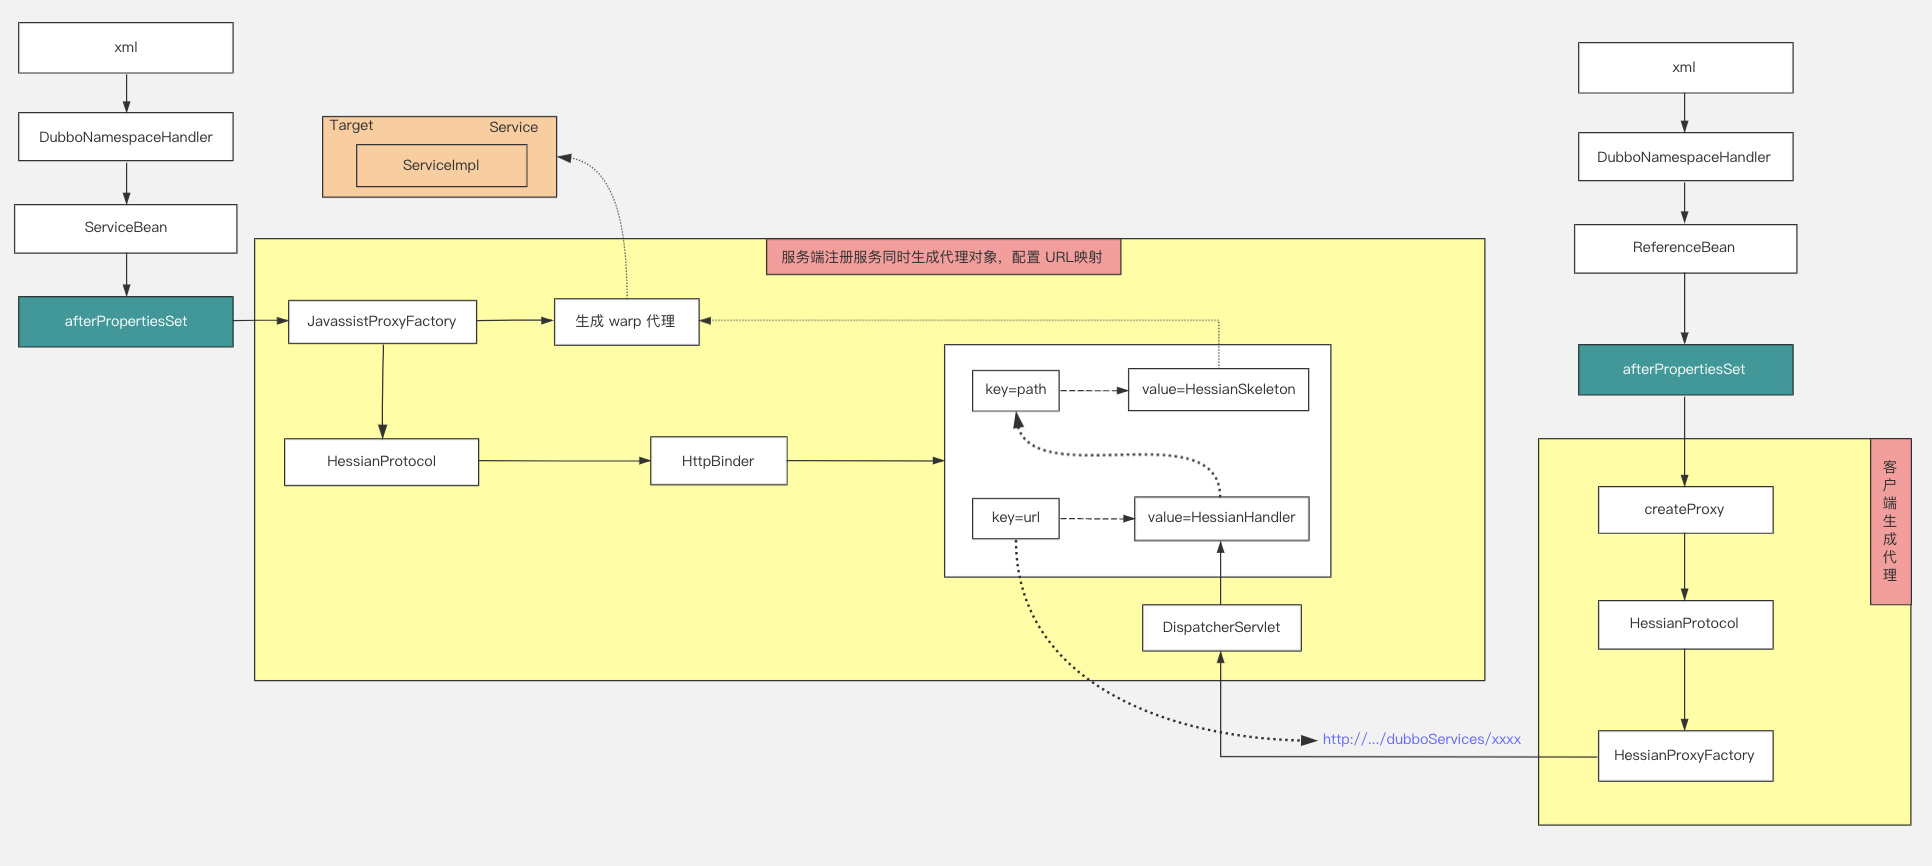 xml
DubboNamespaceHandler
ServiceBean
afterPropertiesSet
Target
Service
ServiceImpl
服务端注册服务同时生成代理对象，配置 URL映射
JavassistProxyFactory
生成 warp 代理
HessianProtocol
HttpBinder
key=path
value=HessianSkeleton
key=url
value=HessianHandler
DispatcherServlet
http://.../dubboServices/xxxx
xml
DubboNamespaceHandler
ReferenceBean
afterPropertiesSet
客户端生成代理
createProxy
HessianProtocol
HessianProxyFactory